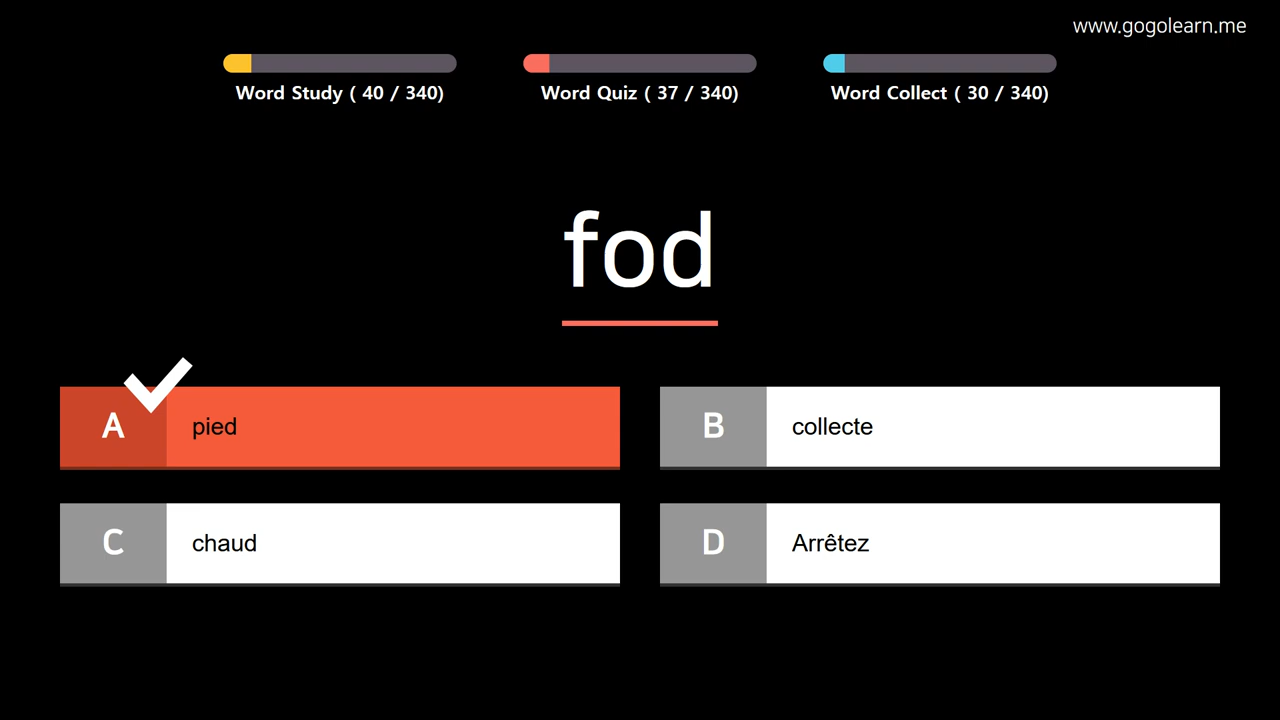 www.gogolearn.me
Word Study ( 40 / 340)
Word Quiz ( 37 / 340)
Word Collect ( 30 / 340)
fod
A pied
B collecte
C chaud
D Arrêtez